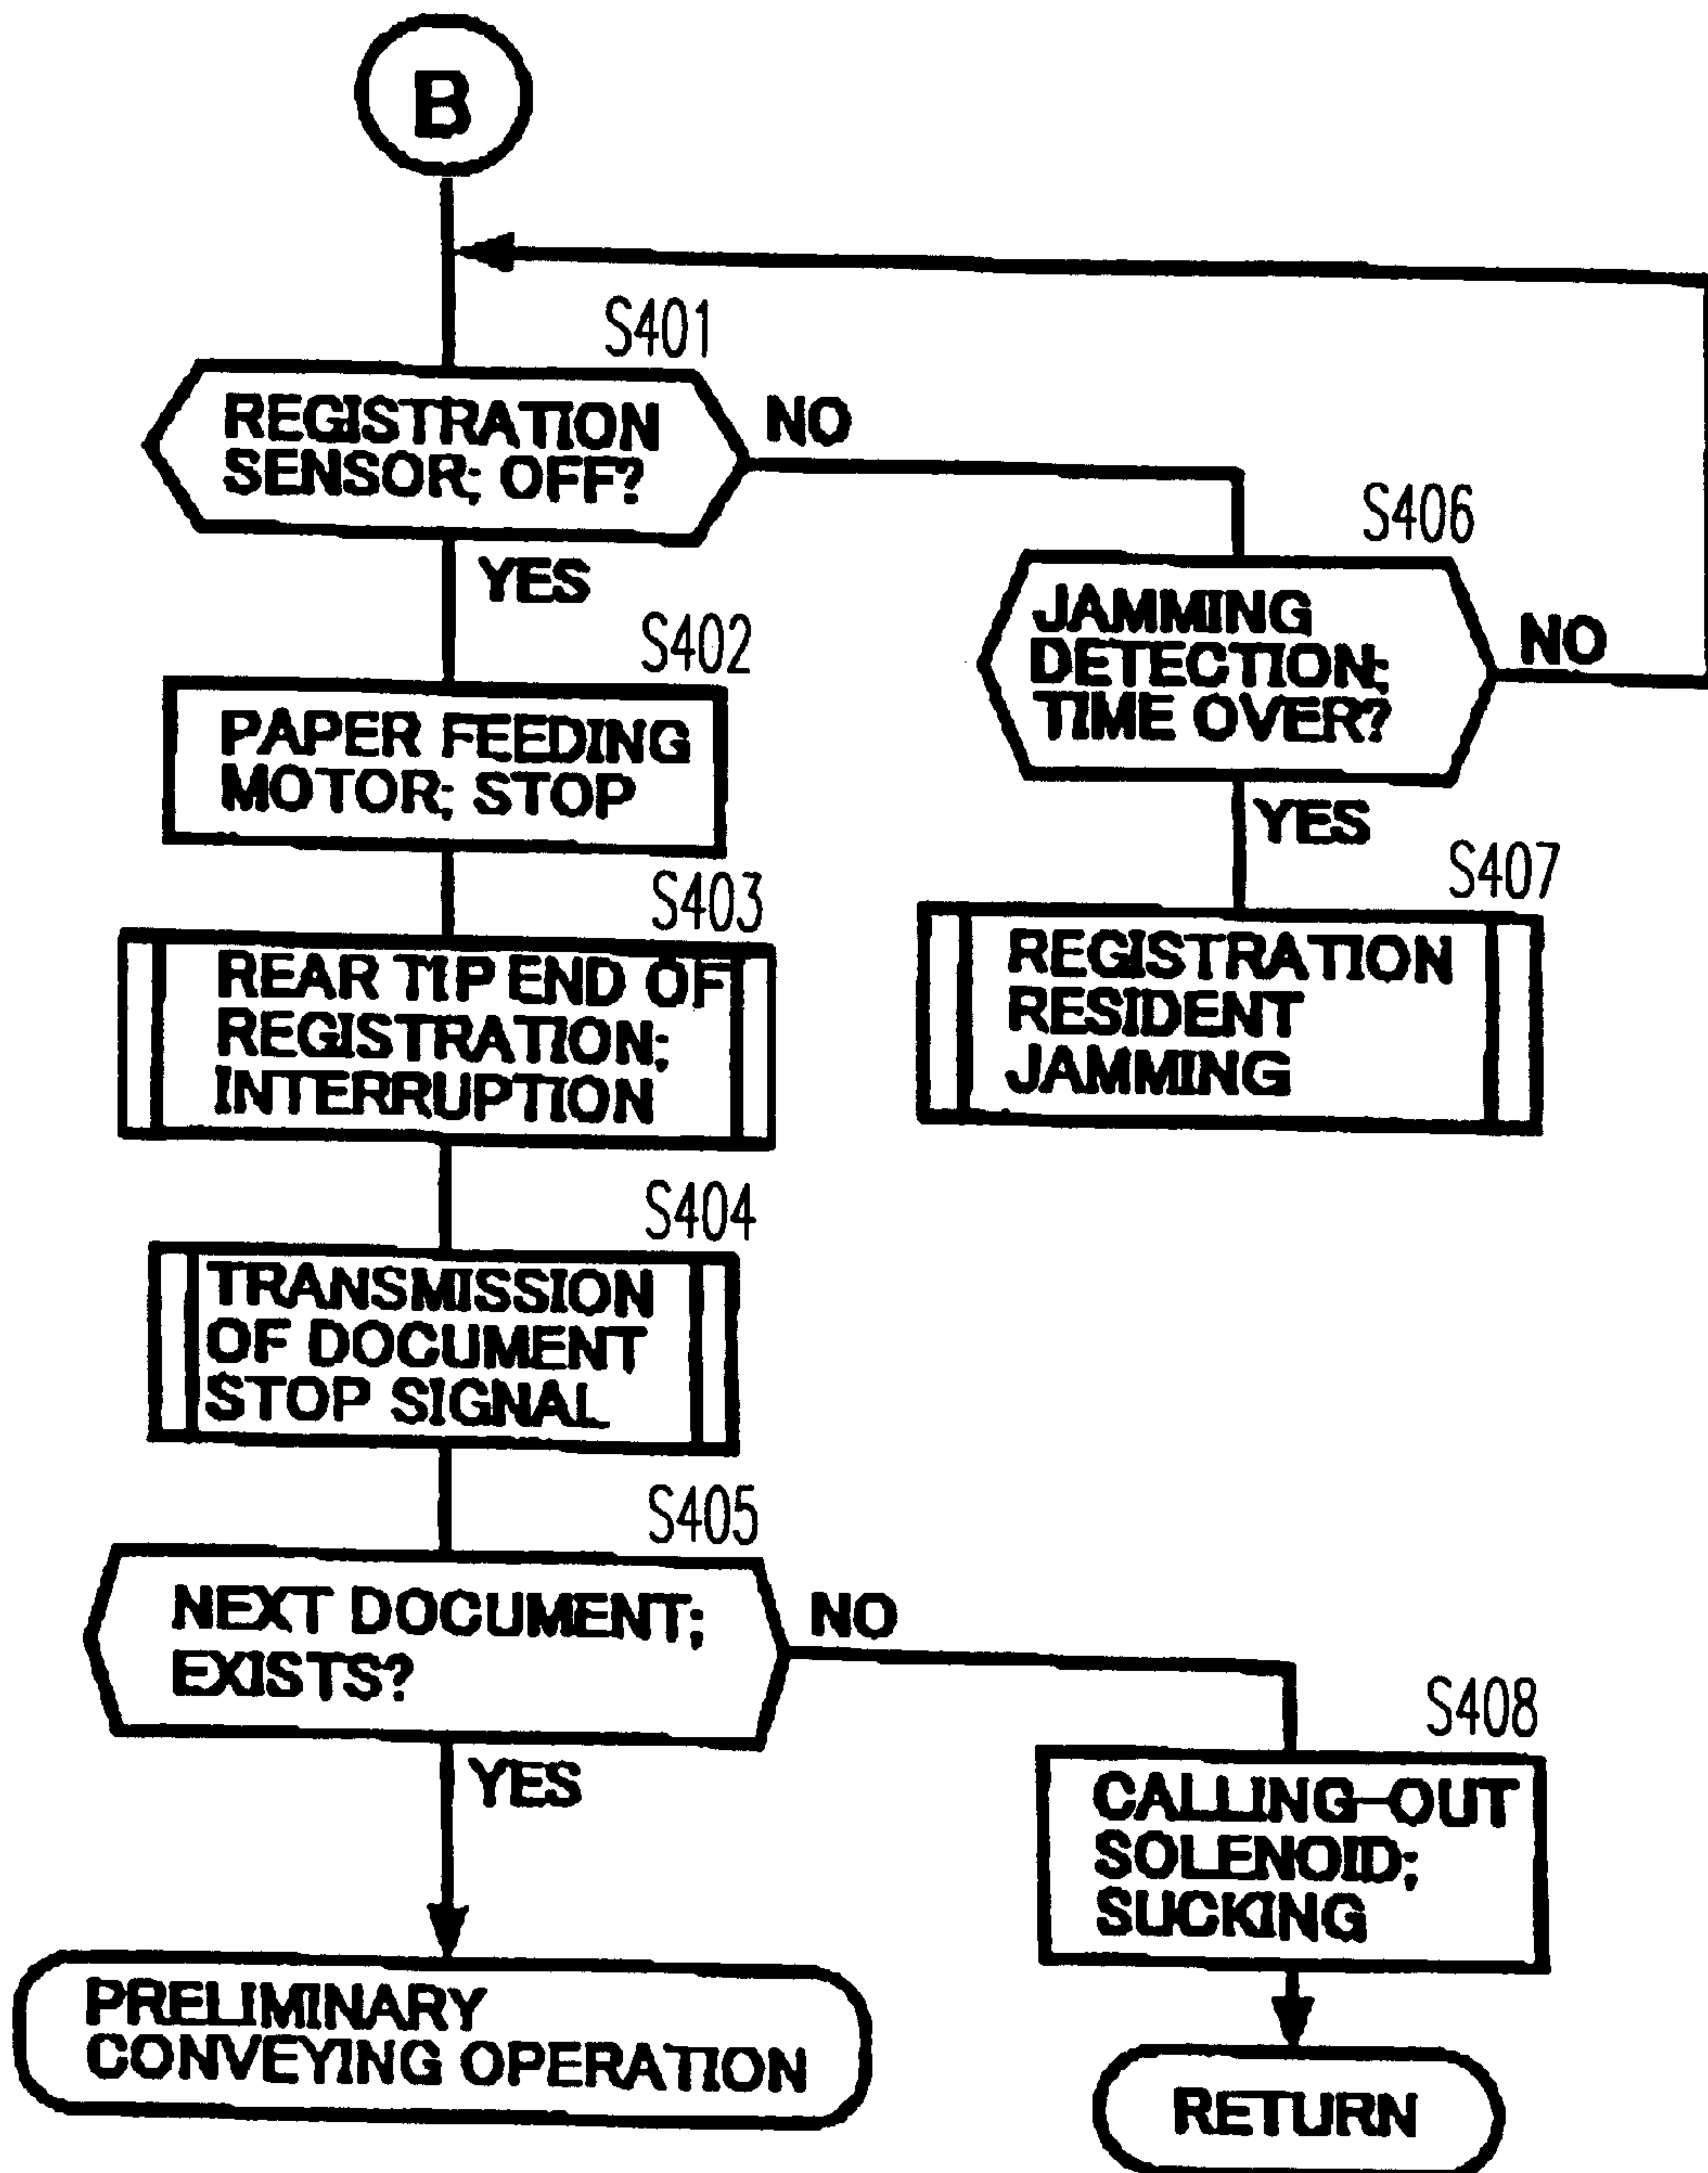 B
S401
REGISTRATION
SENSOR; OFF?
NO
YES
S406
JAMMING
DETECTION;
TIME OVER?
NO
YES
S402
PAPER FEEDING
MOTOR; STOP
S407
REGISTRATION
RESIDENT
JAMMING
S403
REAR TIP END OF
REGISTRATION;
INTERRUPTION
S404
TRANSMISSION
OF DOCUMENT
STOP SIGNAL
S405
NEXT DOCUMENT;
EXISTS?
NO
YES
S408
CALLING-OUT
SOLENOID;
SUCKING
PRELIMINARY
CONVEYING OPERATION
RETURN